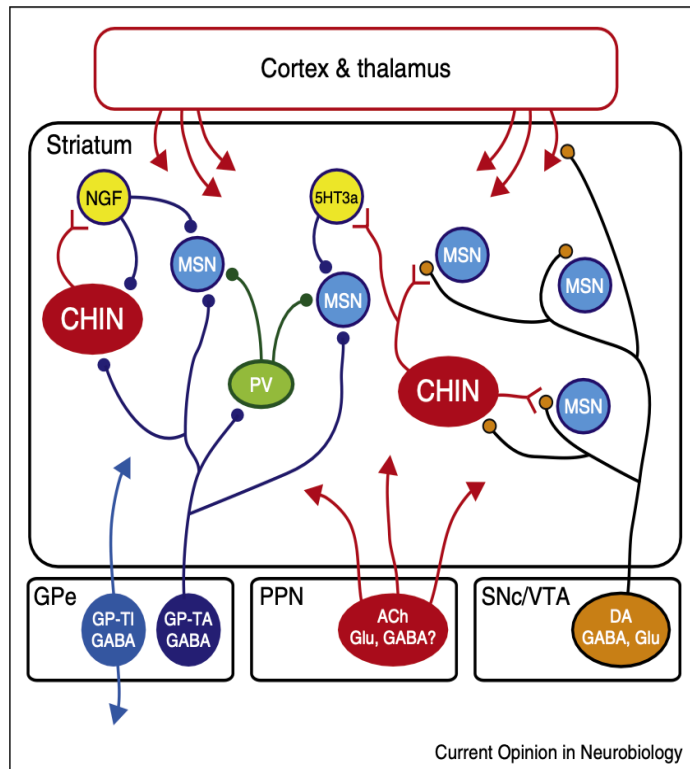 Cortex & thalamus
Striatum
NGF
5HT3a
MSN
MSN
MSN
MSN
CHIN
PV
CHIN
MSN
GPe
GP-TI
GABA
GP-TA
GABA
PPN
ACh
Glu, GABA?
SNc/VTA
DA
GABA, Glu
Current Opinion in Neurobiology